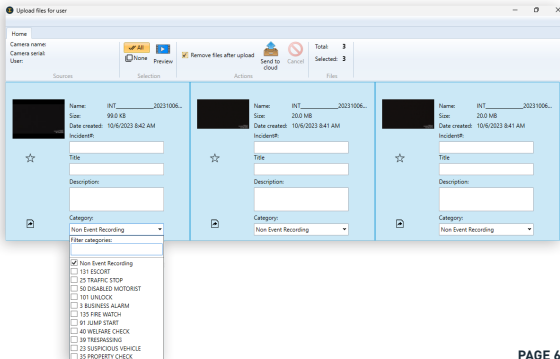 Upload files for user
Home
Camera name:
Camera serial:
User:
Sources
All
None
Preview
Selection
Remove files after upload
Send to cloud
Cancel
Actions
Total: 3
Selected: 3
Files
Name: INT_________20231006...
Size: 99.0 KB
Date created: 10/6/2023 8:42 AM
Incident#:
Title
Description:
Category:
Non Event Recording
Filter categories:
Non Event Recording
131 ESCORT
25 TRAFFIC STOP
50 DISABLED MOTORIST
101 UNLOCK
3 BUSINESS ALARM
135 FIRE WATCH
91 JUMP START
40 WELFARE CHECK
39 TRESPASSING
23 SUSPICIOUS VEHICLE
35 PROPERTY CHECK
Name: INT_________20231006...
Size: 20.0 MB
Date created: 10/6/2023 8:41 AM
Incident#:
Title
Description:
Category:
Non Event Recording
Name: INT_________20231006...
Size: 20.0 MB
Date created: 10/6/2023 8:41 AM
Incident#:
Title
Description:
Category:
Non Event Recording
PAGE 6